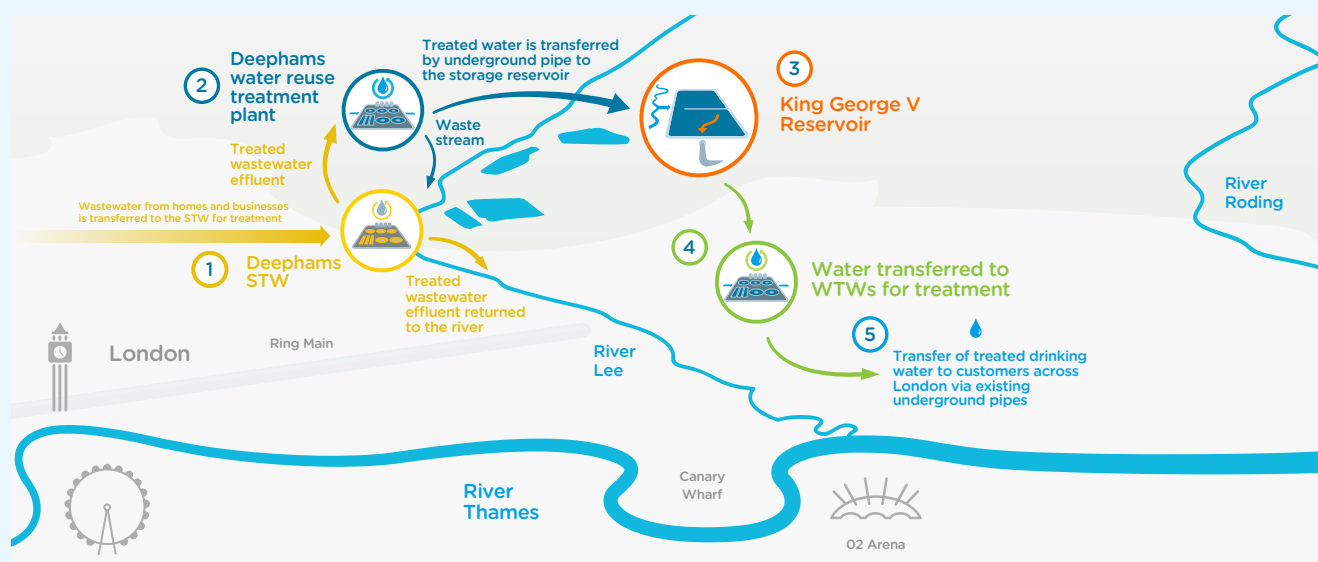 2
Deephams
water reuse
treatment
plant
Treated water is transferred
by underground pipe to
the storage reservoir
3
King George V
Reservoir
Waste
stream
Treated
wastewater
effluent
Wastewater from homes and businesses
is transferred to the STW for treatment
1
Deephams
STW
Treated
wastewater
effluent returned
to the river
4
Water transferred to
WTWs for treatment
5
Transfer of treated drinking
water to customers across
London via existing
underground pipes
River
Roding
London
Ring Main
River
Lee
River
Thames
Canary
Wharf
02 Arena